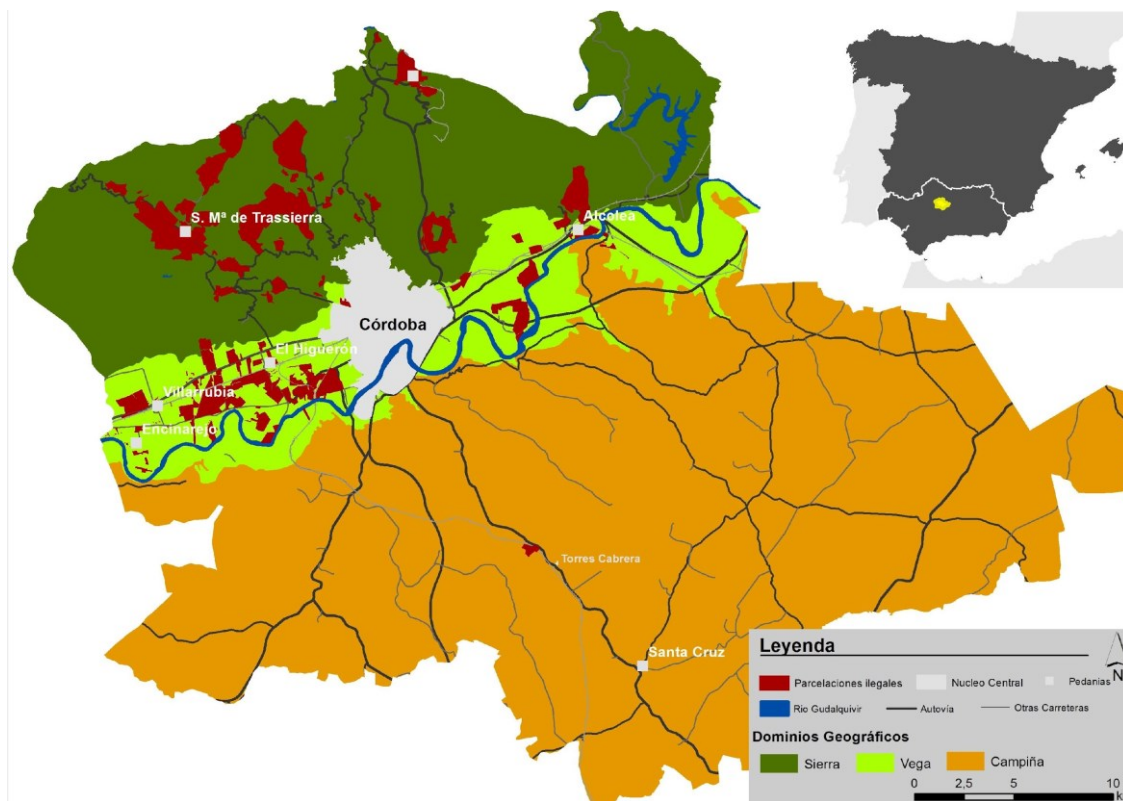 S. Mª de Trassierra
Alcolea
Córdoba
El Higuerón
Villarrubia
Encinarejo
Torres Cabrera
Santa Cruz
Leyenda
N
Parcelaciones ilegales
Nucleo Central
Pedanías
Rio Gudalquivir
Autovía
Otras Carreteras
Dominios Geográficos
Sierra
Vega
Campiña
0 2,5 5 10